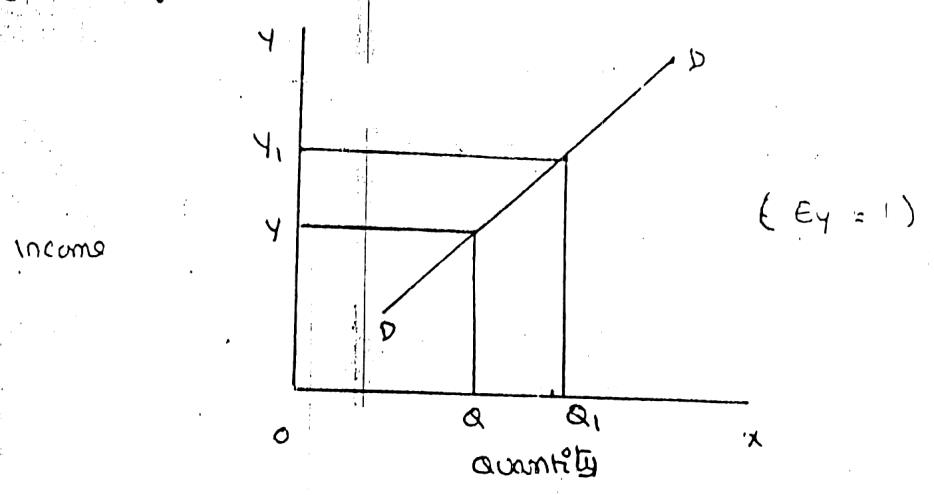 Y
D
Y₁
( Ey = 1 )
Y
Income
D
Q
Q₁
O
X
Quantity